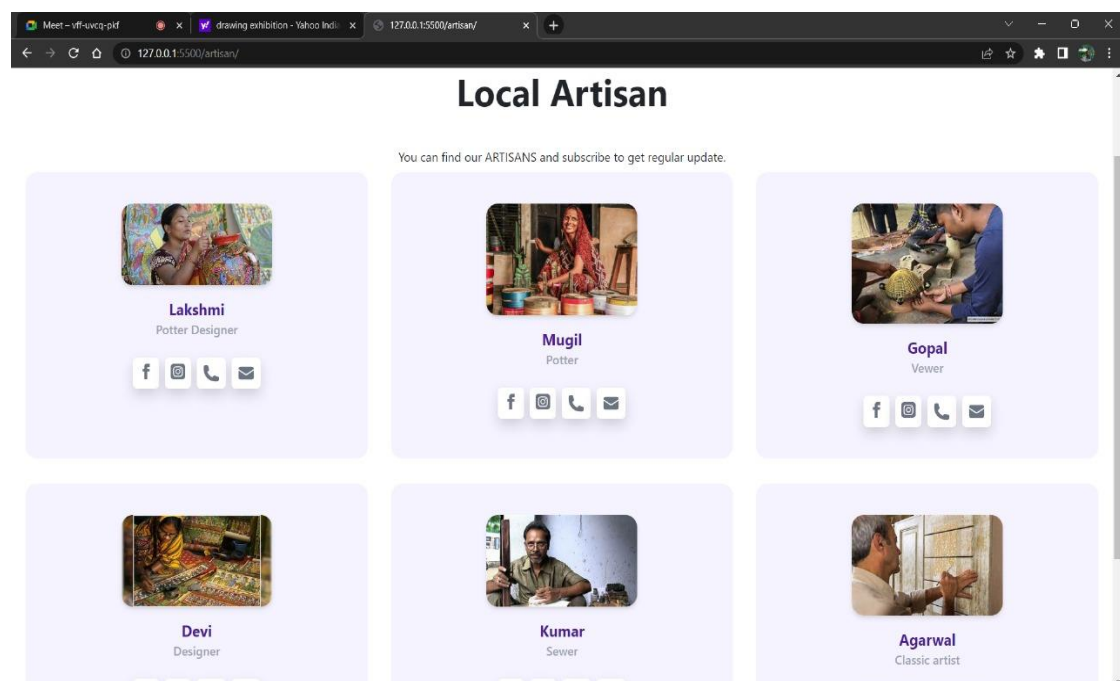 Meet – vff-uvcq-pkf
drawing exhibition - Yahoo Indi
127.0.0.1:5500/artisan/
127.0.0.1:5500/artisan/
Local Artisan
You can find our ARTISANS and subscribe to get regular update.
Lakshmi
Potter Designer
Mugil
Potter
Gopal
Vewer
Devi
Designer
Kumar
Sewer
Agarwal
Classic artist